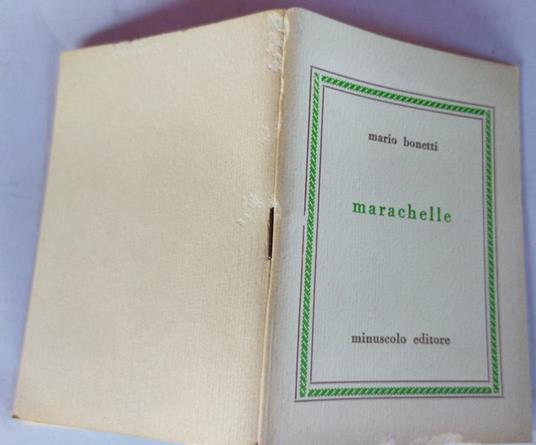 mario bonetti
marachelle
minuscolo editore